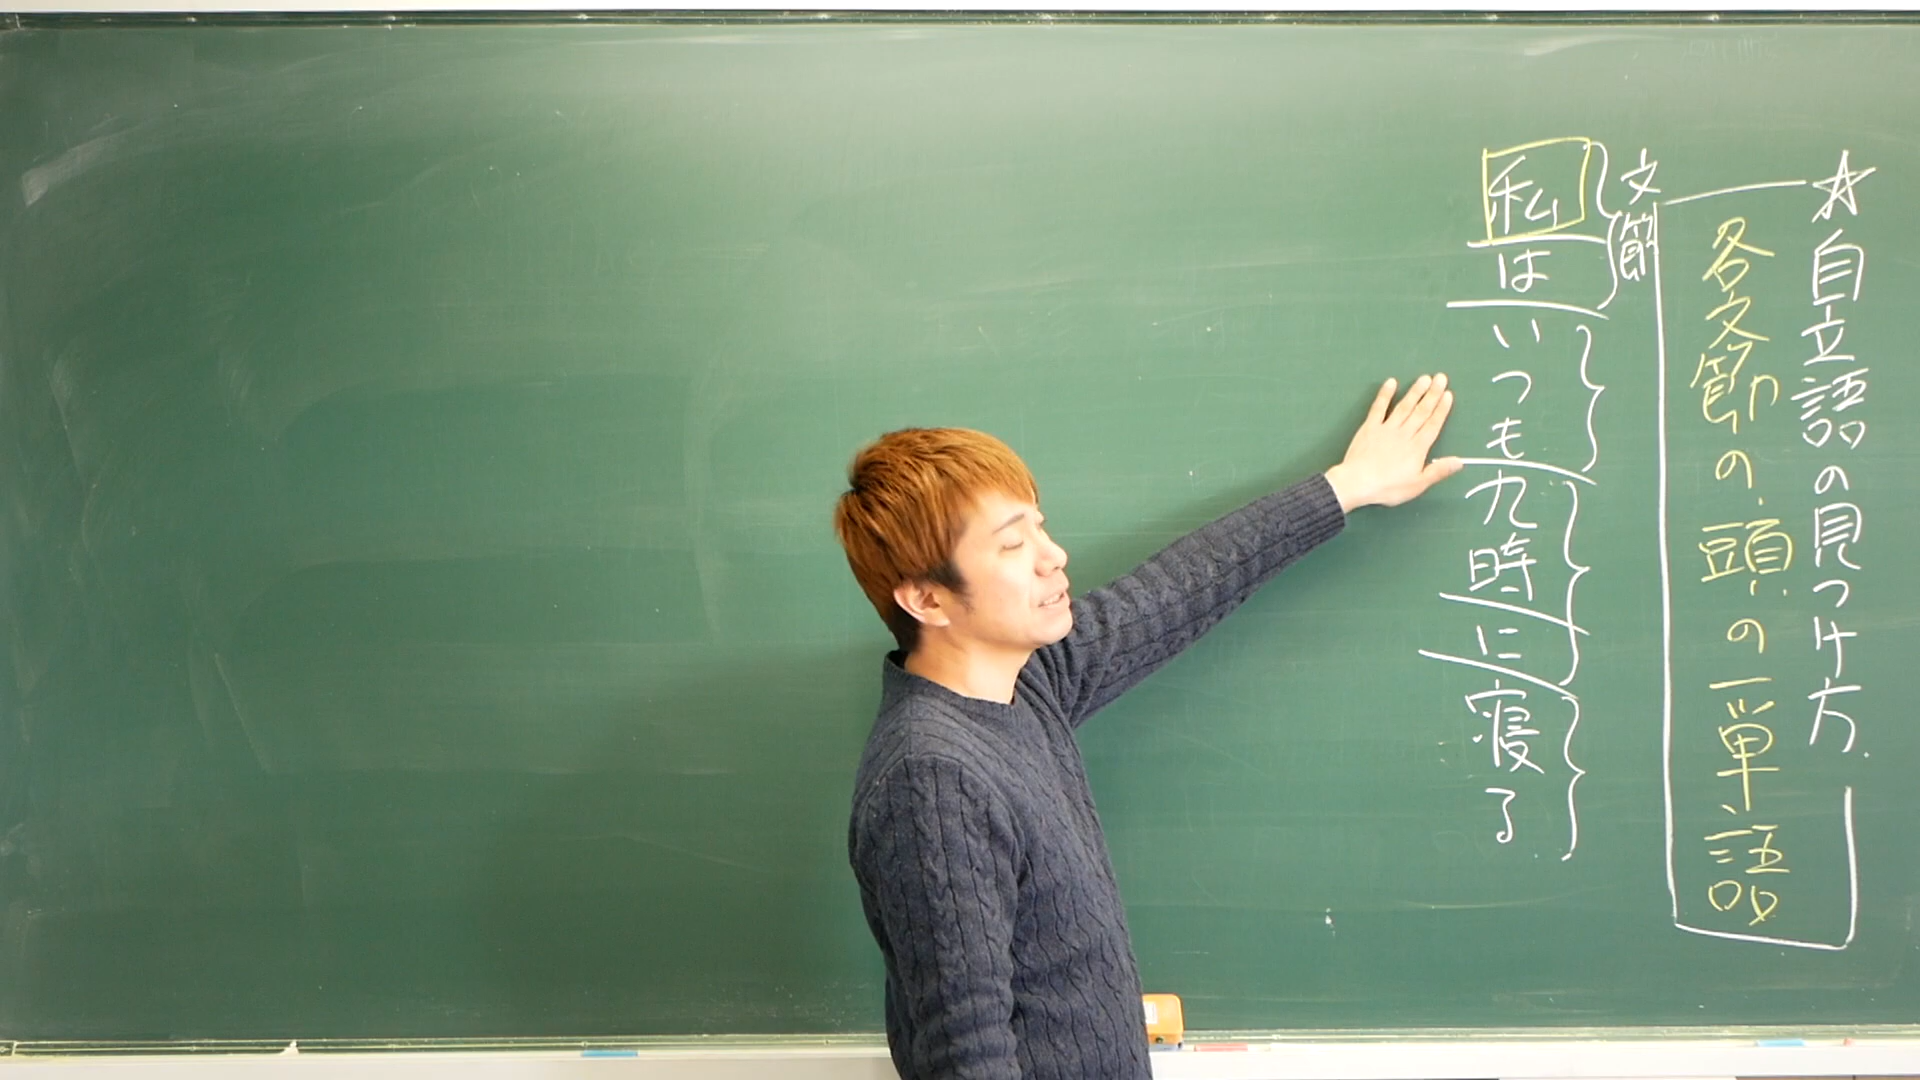 ☆自立語の見つけ方
各文節の頭の単語
文節
私はいつも九時に寝る